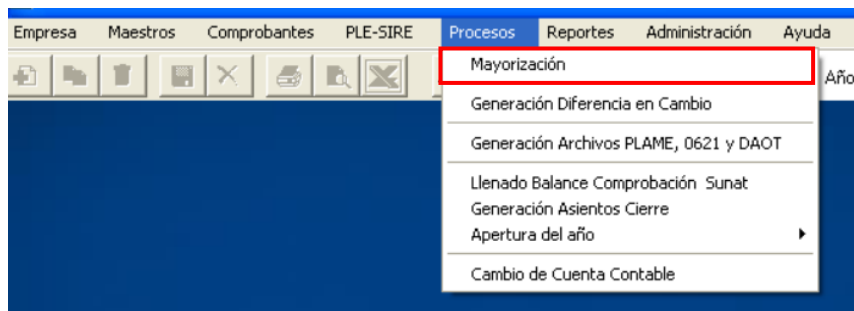 Empresa Maestros Comprobantes PLE-SIRE Procesos Reportes Administración Ayuda
Mayorización
Año
Generación Diferencia en Cambio
Generación Archivos PLAME, 0621 y DAOT
Llenado Balance Comprobación Sunat
Generación Asientos Cierre
Apertura del año
Cambio de Cuenta Contable